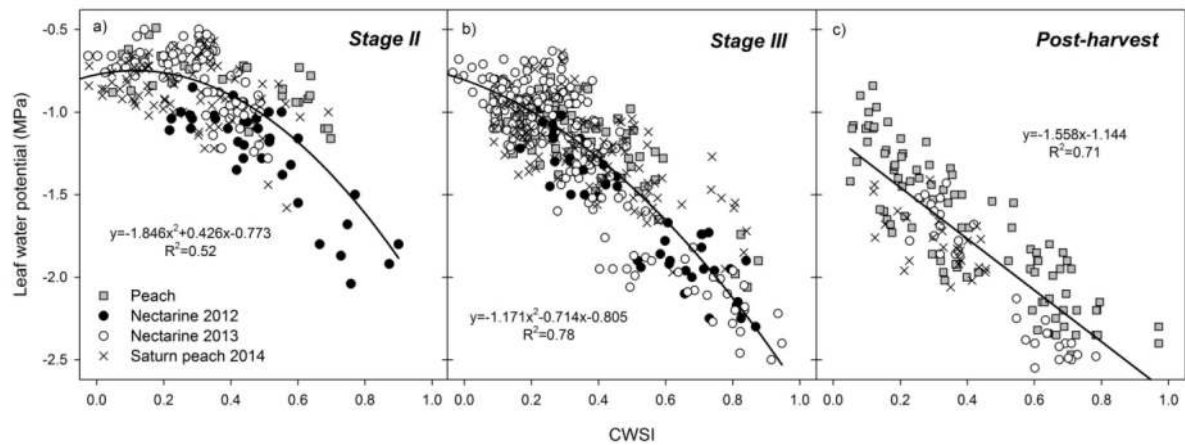 a) Stage II
b) Stage III
c) Post-harvest
-0.5
-1.0
-1.5
-2.0
-2.5
Leaf water potential (MPa)
y=-1.846x²+0.426x-0.773
R²=0.52
Peach
Nectarine 2012
Nectarine 2013
Saturn peach 2014
y=-1.171x²-0.714x-0.805
R²=0.78
y=-1.558x-1.144
R²=0.71
0.0 0.2 0.4 0.6 0.8 1.0
0.0 0.2 0.4 0.6 0.8 1.0
0.0 0.2 0.4 0.6 0.8 1.0
CWSI